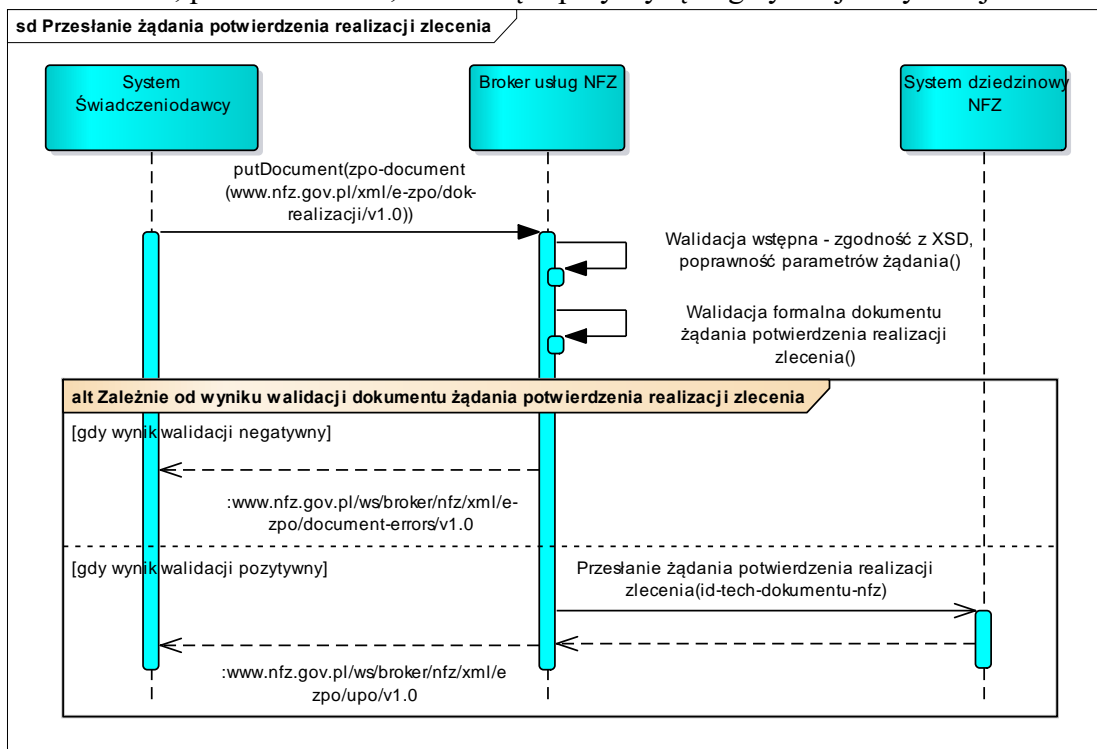 sd Przesłanie żądania potwierdzenia realizacji zlecenia
System
Świadczeniodawcy
Broker usług NFZ
System dziedzinowy
NFZ
putDocument(zpo-document
(www.nfz.gov.pl/xml/e-zpo/dok-
realizacji/v1.0))
Walidacja wstępna - zgodność z XSD,
poprawność parametrów żądania()
Walidacja formalna dokumentu
żądania potwierdzenia realizacji
zlecenia()
alt Zależnie od wyniku walidacji dokumentu żądania potwierdzenia realizacji zlecenia
[gdy wynik walidacji negatywny]
:www.nfz.gov.pl/ws/broker/nfz/xml/e-
zpo/document-errors/v1.0
[gdy wynik walidacji pozytywny]
Przesłanie żądania potwierdzenia realizacji
zlecenia(id-tech-dokumentu-nfz)
:www.nfz.gov.pl/ws/broker/nfz/xml/e
zpo/upo/v1.0